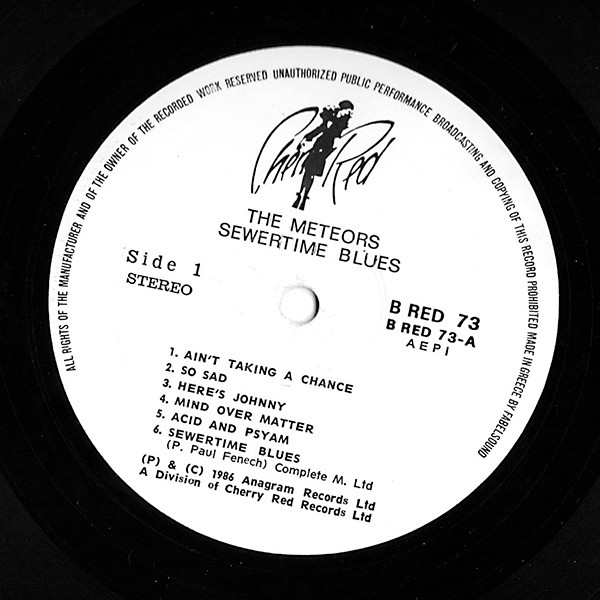 ALL RIGHTS OF THE MANUFACTURER AND OF THE OWNER OF THE RECORDED WORK RESERVED UNAUTHORIZED PUBLIC PERFORMANCE BROADCASTING AND COPYING OF THIS RECORD PROHIBITED MADE IN GREECE BY FABELSOUND
Cherry Red
THE METEORS
SEWERTIME BLUES
Side 1
STEREO
B RED 73
B RED 73-A
AEPI
1. AIN'T TAKING A CHANCE
2. SO SAD
3. HERE'S JOHNNY
4. MIND OVER MATTER
5. ACID AND PSYAM
6. SEWERTIME BLUES
(P. Paul Fenech) Complete M. Ltd
(P) & (C) 1986 Anagram Records Ltd
A Division of Cherry Red Records Ltd